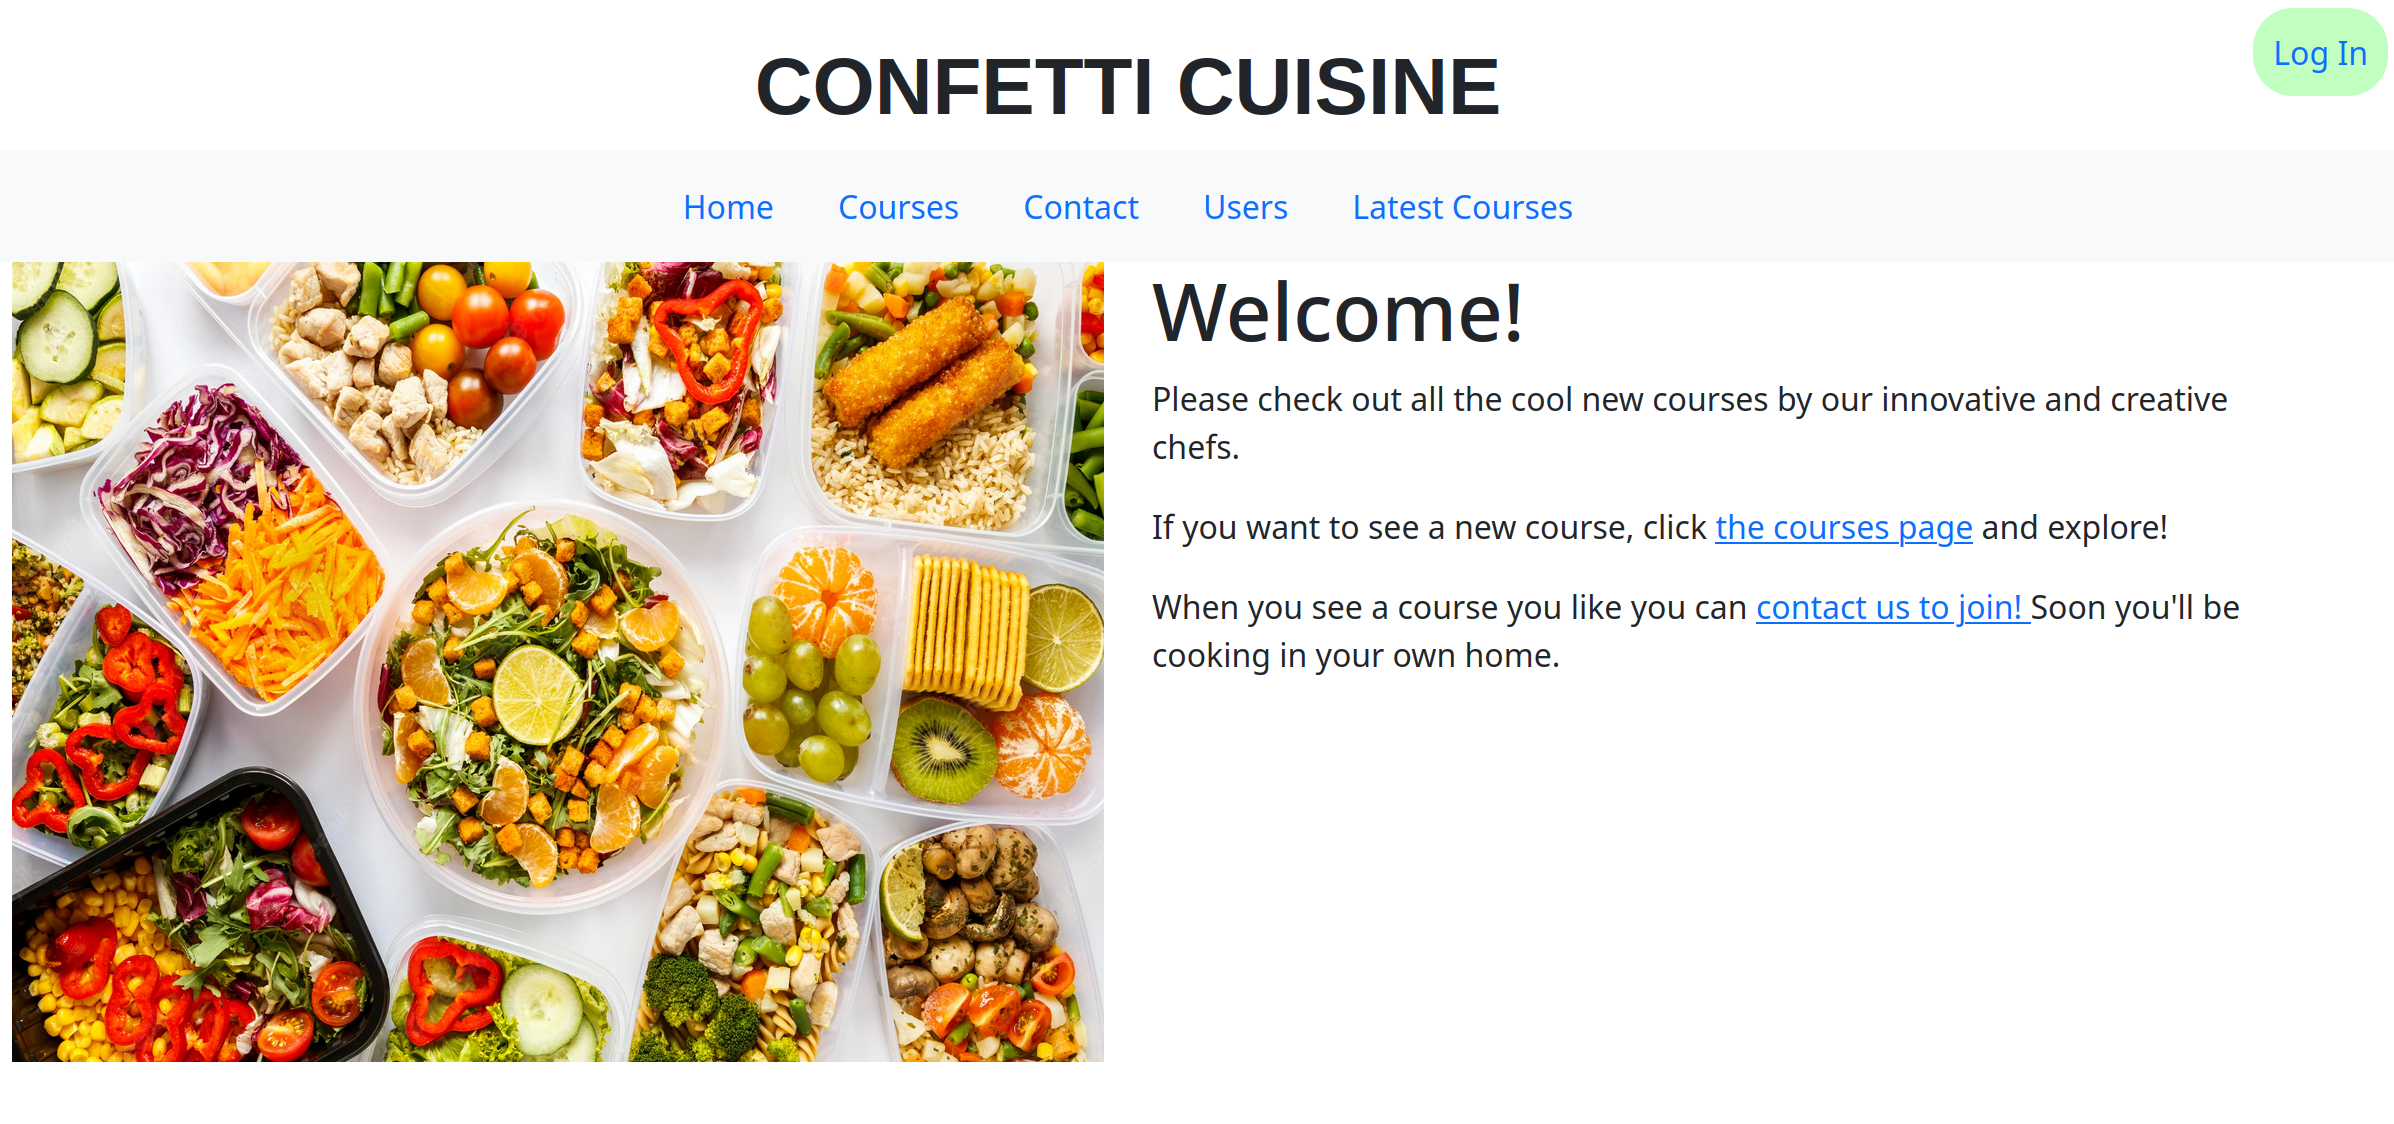 Log In
CONFETTI CUISINE
Home Courses Contact Users Latest Courses
Welcome!
Please check out all the cool new courses by our innovative and creative
chefs.
If you want to see a new course, click the courses page and explore!
When you see a course you like you can contact us to join! Soon you'll be
cooking in your own home.